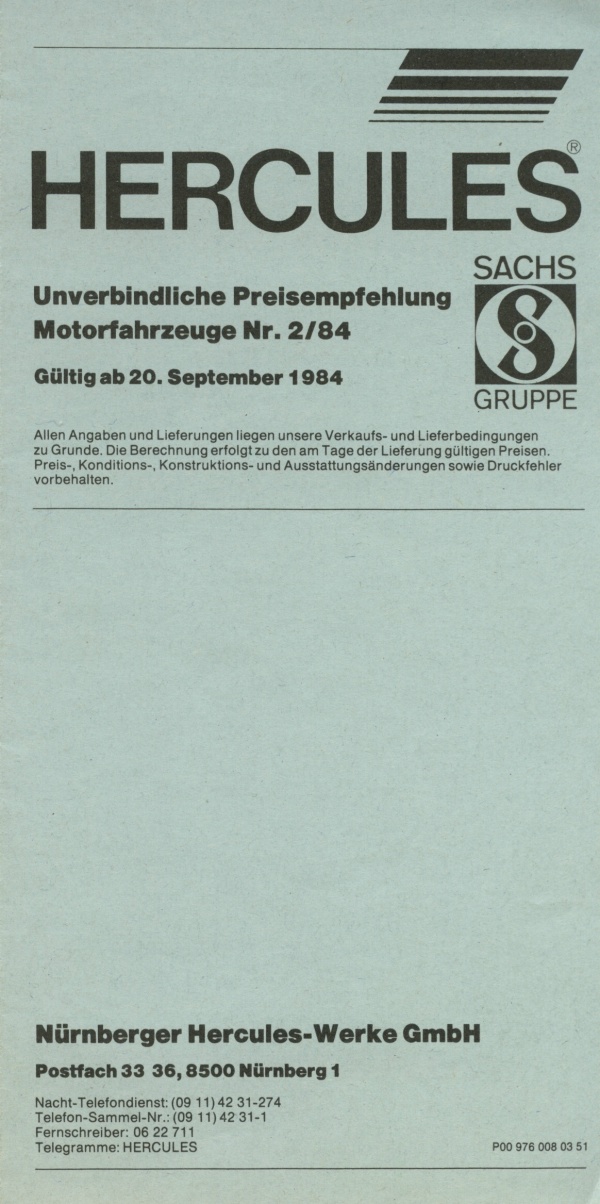 HERCULES®
SACHS
GRUPPE
Unverbindliche Preisempfehlung
Motorfahrzeuge Nr. 2/84
Gültig ab 20. September 1984
Allen Angaben und Lieferungen liegen unsere Verkaufs- und Lieferbedingungen
zu Grunde. Die Berechnung erfolgt zu den am Tage der Lieferung gültigen Preisen.
Preis-, Konditions-, Konstruktions- und Ausstattungsänderungen sowie Druckfehler
vorbehalten.
Nürnberger Hercules-Werke GmbH
Postfach 33 36, 8500 Nürnberg 1
Nacht-Telefondienst: (09 11) 42 31-274
Telefon-Sammel-Nr.: (09 11) 42 31-1
Fernschreiber: 06 22 711
Telegramme: HERCULES
P00 976 008 03 51